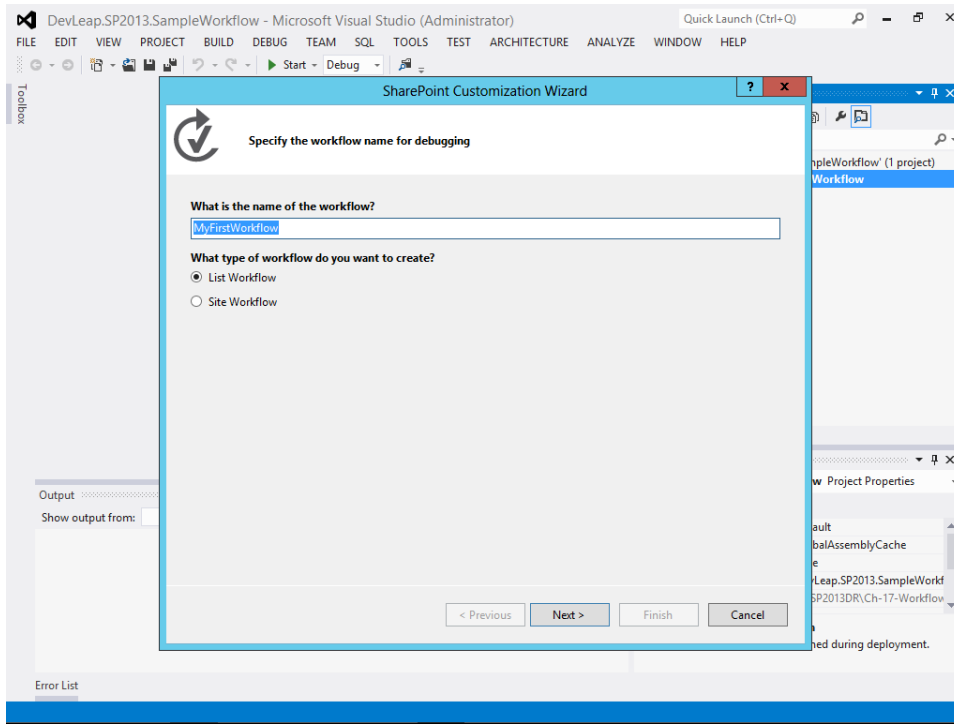 DevLeap.SP2013.SampleWorkflow - Microsoft Visual Studio (Administrator)
Quick Launch (Ctrl+Q)
FILE EDIT VIEW PROJECT BUILD DEBUG TEAM SQL TOOLS TEST ARCHITECTURE ANALYZE WINDOW HELP
Start Debug
Toolbox
SharePoint Customization Wizard
? x
Specify the workflow name for debugging
What is the name of the workflow?
MyFirstWorkflow
What type of workflow do you want to create?
List Workflow
Site Workflow
< Previous Next > Finish Cancel
mpleWorkflow' (1 project)
Workflow
w Project Properties
ault
balAssemblyCache
e
vLeap.SP2013.SampleWorkf
SP2013DR\Ch-17-Workflow
ned during deployment.
Output
Show output from:
Error List